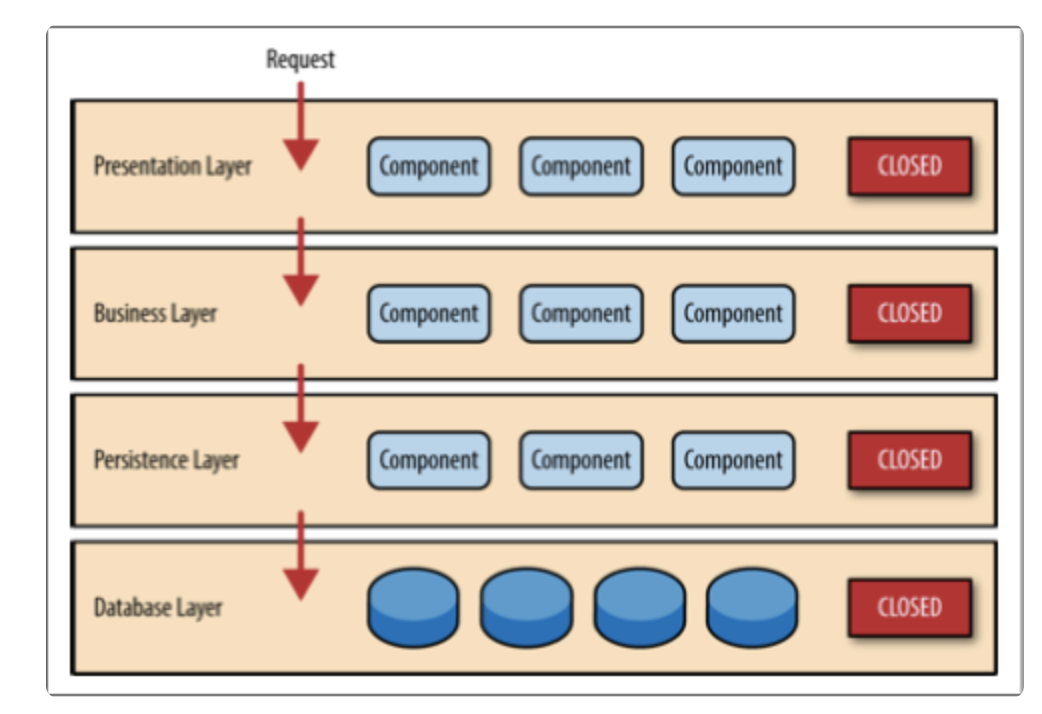 Request
Presentation Layer Component Component Component CLOSED
Business Layer Component Component Component CLOSED
Persistence Layer Component Component Component CLOSED
Database Layer CLOSED